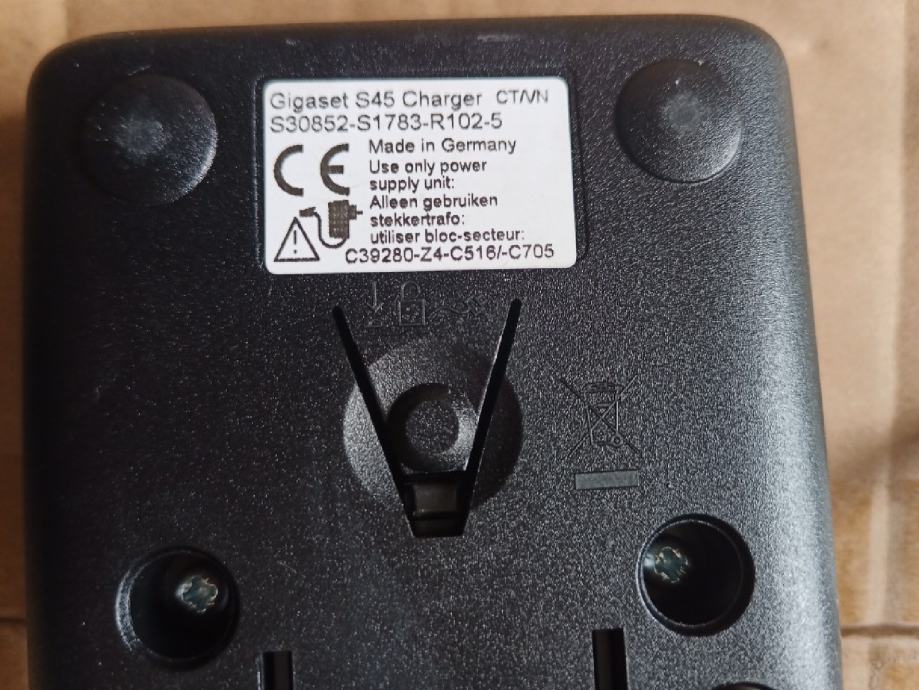 Gigaset S45 Charger CT/VN
S30852-S1783-R102-5
CE
Made in Germany
Use only power
supply unit:
Alleen gebruiken
stekkertrafo:
utiliser bloc-secteur:
C39280-Z4-C516/-C705